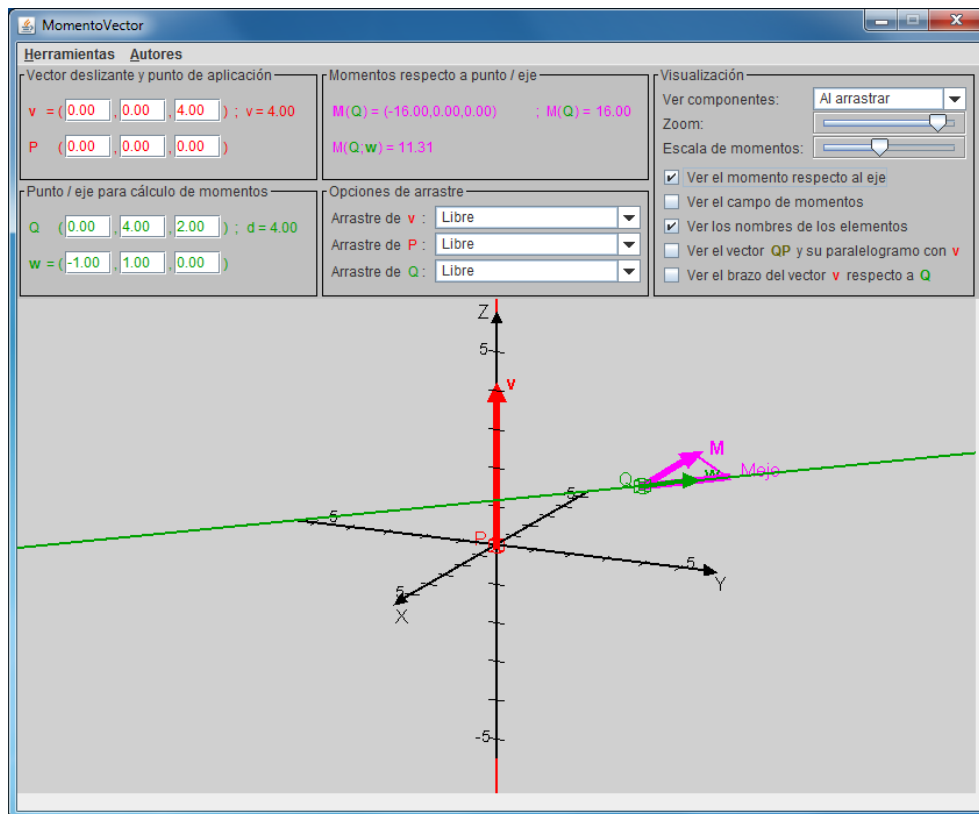 MomentoVector
Herramientas Autores
Vector deslizante y punto de aplicación
v = ( 0.00 , 0.00 , 4.00 ) ; v = 4.00
P ( 0.00 , 0.00 , 0.00 )
Momentos respecto a punto / eje
M(Q) = (-16.00,0.00,0.00) ; M(Q) = 16.00
M(Q;w) = 11.31
Visualización
Ver componentes: Al arrastrar
Zoom:
Escala de momentos:
Ver el momento respecto al eje
Ver el campo de momentos
Ver los nombres de los elementos
Ver el vector QP y su paralelogramo con v
Ver el brazo del vector v respecto a Q
Punto / eje para cálculo de momentos
Q ( 0.00 , 4.00 , 2.00 ) ; d = 4.00
w = ( -1.00 , 1.00 , 0.00 )
Opciones de arrastre
Arrastre de v : Libre
Arrastre de P : Libre
Arrastre de Q : Libre
Z
5
v
M
Q
w
Meje
5
5
P
5
Y
5
X
-5